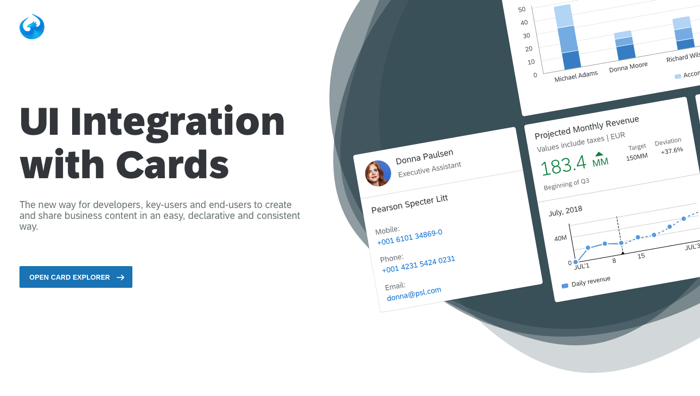 UI Integration
with Cards
The new way for developers, key-users and end-users to create
and share business content in an easy, declarative and consistent
way.
OPEN CARD EXPLORER
50
40
30
20
10
0
Michael Adams
Donna Moore
Richard
Donna Paulsen
Executive Assistant
Pearson Specter Litt
Mobile:
+001 6101 34869-0
Phone:
+001 4231 5424 0231
Email:
donna@psl.com
Projected Monthly Revenue
Values include taxes | EUR
183.4 MM
Target
150MM
Deviation
+37.6%
Beginning of Q3
July, 2018
40M
0
JUL'1
8
15
Daily revenue